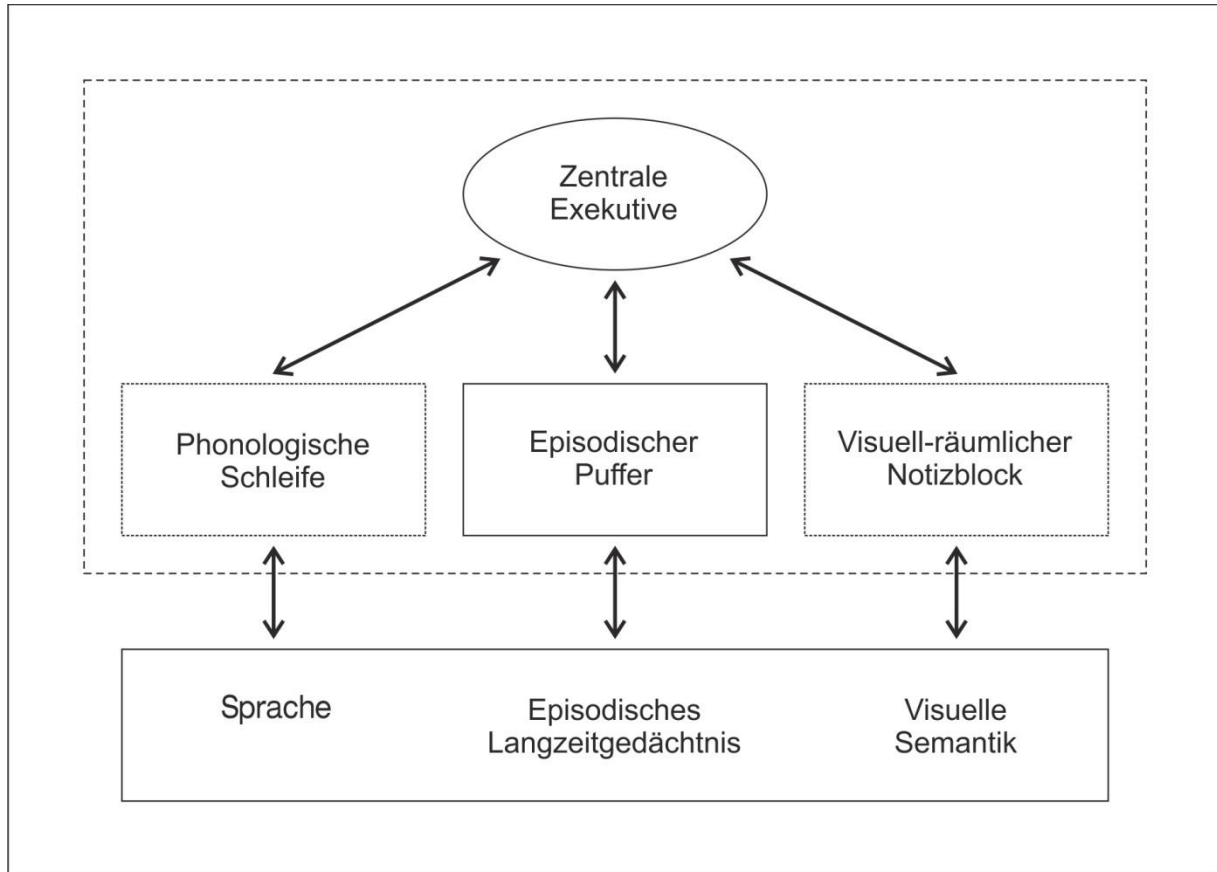 Zentrale
Exekutive
Phonologische
Schleife
Episodischer
Puffer
Visuell-räumlicher
Notizblock
Sprache
Episodisches
Langzeitgedächtnis
Visuelle
Semantik